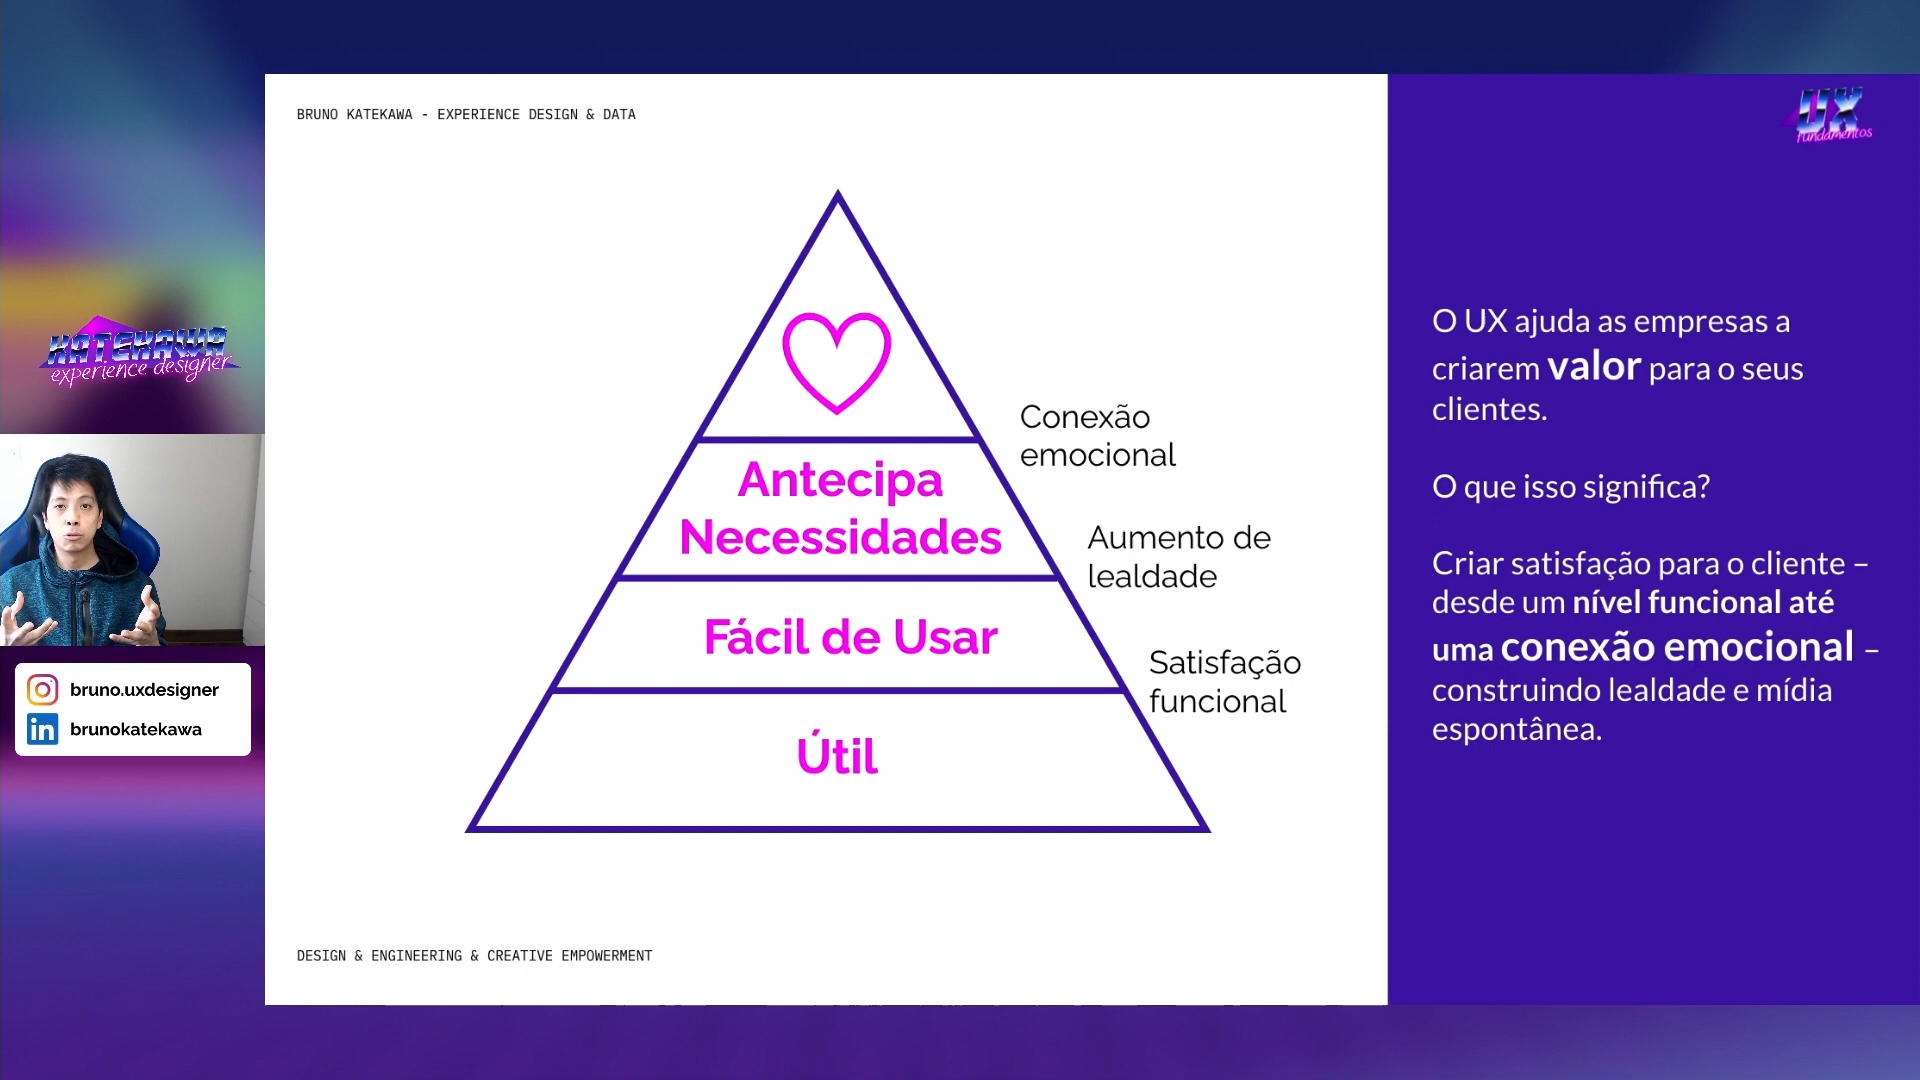 BRUNO KATEKAWA - EXPERIENCE DESIGN & DATA
UX
fundamentos
KATEKAWA
experience designer
bruno.uxdesigner
in
brunokatekawa
Conexão
emocional
Antecipa
Necessidades
Aumento de
lealdade
Fácil de Usar
Satisfação
funcional
Útil
O UX ajuda as empresas a
criarem valor para o seus
clientes.
O que isso significa?
Criar satisfação para o cliente –
desde um nível funcional até
uma conexão emocional –
construindo lealdade e mídia
espontânea.
DESIGN & ENGINEERING & CREATIVE EMPOWERMENT